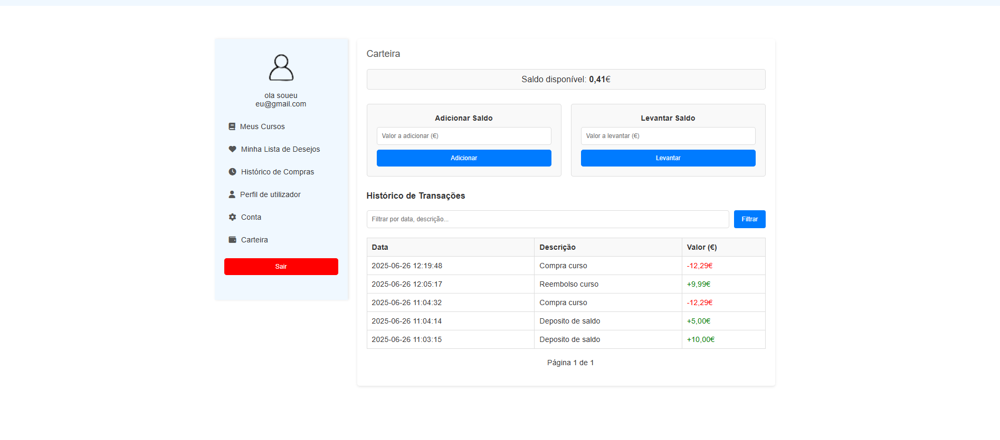 ola soueu
eu@gmail.com
Meus Cursos
Minha Lista de Desejos
Histórico de Compras
Perfil de utilizador
Conta
Carteira
Sair
Carteira
Saldo disponível: 0,41€
Adicionar Saldo
Valor a adicionar (€)
Adicionar
Levantar Saldo
Valor a levantar (€)
Levantar
Histórico de Transações
Filtrar por data, descrição... Filtrar
Data Descrição Valor (€)
2025-06-26 12:19:48 Compra curso -12,29€
2025-06-26 12:05:17 Reembolso curso +9,99€
2025-06-26 11:04:32 Compra curso -12,29€
2025-06-26 11:04:14 Deposito de saldo +5,00€
2025-06-26 11:03:15 Deposito de saldo +10,00€
Página 1 de 1